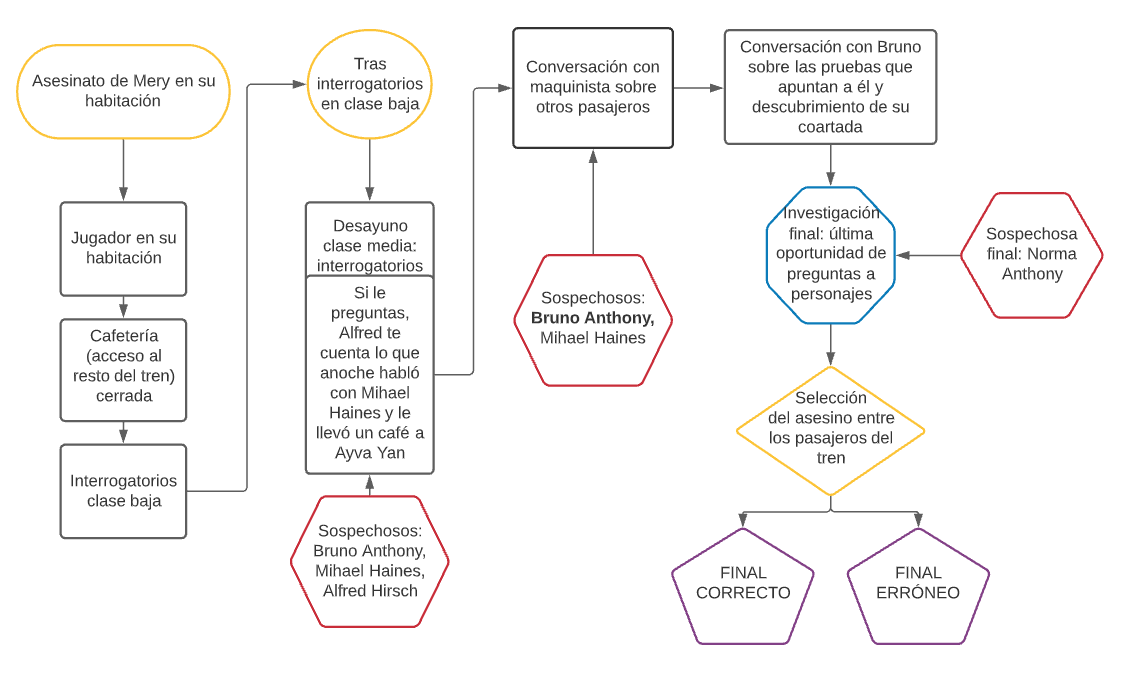 Asesinato de Mery en su
habitación
Jugador en su
habitación
Cafetería
(acceso al
resto del tren)
cerrada
Interrogatorios
clase baja
Tras
interrogatorios
en clase baja
Desayuno
clase media:
interrogatorios
Si le
preguntas,
Alfred te
cuenta lo que
anoche habló
con Mihael
Haines y le
llevó un café a
Ayva Yan
Sospechosos:
Bruno Anthony,
Mihael Haines,
Alfred Hirsch
Conversación con
maquinista sobre
otros pasajeros
Sospechosos:
Bruno Anthony,
Mihael Haines
Conversación con Bruno
sobre las pruebas que
apuntan a él y
descubrimiento de su
coartada
Investigación
final: última
oportunidad de
preguntas a
personajes
Sospechosa
final: Norma
Anthony
Selección
del asesino entre
los pasajeros del
tren
FINAL
CORRECTO
FINAL
ERRÓNEO